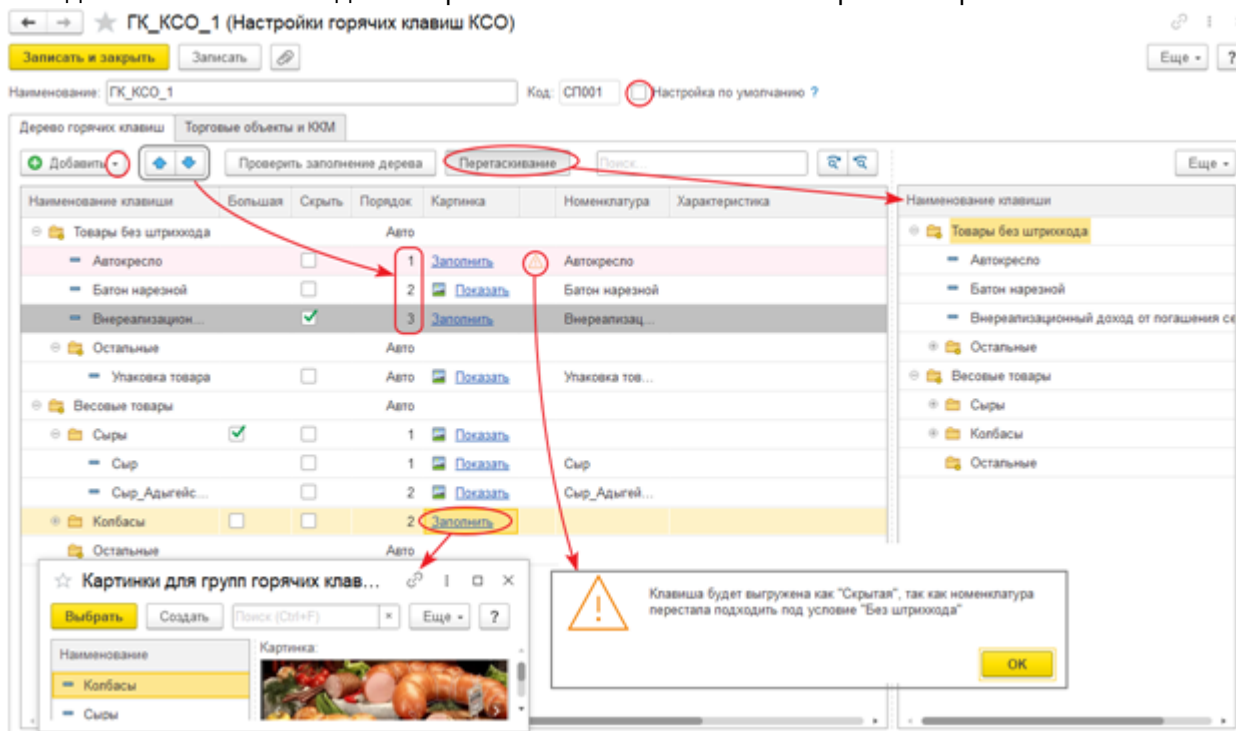 ГК_КСО_1 (Настройки горячих клавиш КСО)
Записать и закрыть Записать Еще ?
Наименование: ГК_КСО_1 Код: СП001 Настройка по умолчанию ?
Дерево горячих клавиш Торговые объекты и ККМ
Добавить Проверить заполнение дерева Перетаскивание Поиск... Еще
Наименование клавиши Большая Скрыть Порядок Картинка Номенклатура Характеристика Наименование клавиши
Товары без штрихкода Авто Товары без штрихкода
Автокресло 1 Заполнить Автокресло Автокресло
Батон нарезной 2 Показать Батон нарезной Батон нарезной
Внереализацион... 3 Заполнить Внереализац... Внереализационный доход от погашения се
Остальные Авто Остальные
Упаковка товара Авто Показать Упаковка тов... Весовые товары
Весовые товары Авто Сыры
Сыры 1 Показать Колбасы
Сыр 1 Показать Сыр Остальные
Сыр_Адыгейс... 2 Показать Сыр_Адыгей...
Колбасы 2 Заполнить
Остальные Авто
Картинки для групп горячих клав...
Выбрать Создать Поиск (Ctrl+F) × Еще ?
Наименование Картинка:
Колбасы
Сыры
Клавиша будет выгружена как "Скрытая", так как номенклатура
перестала подходить под условие "Без штрихкода"
ОК